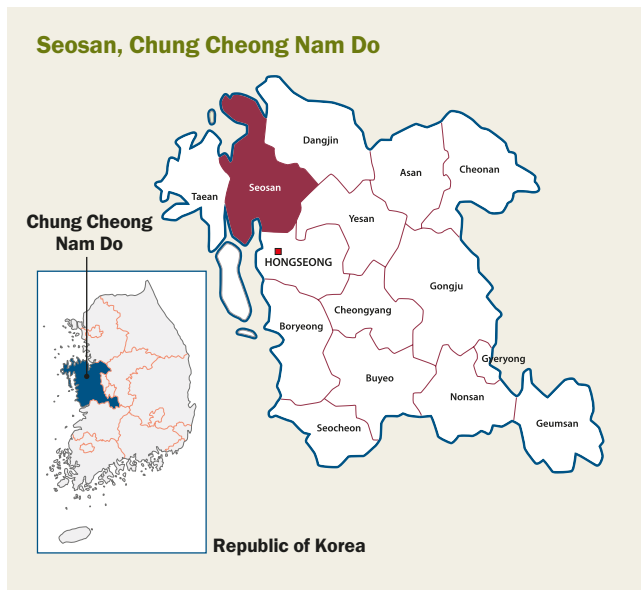 Seosan, Chung Cheong Nam Do
Dangjin
Asan
Cheonan
Seosan
Taean
Yesan
Chung Cheong
Nam Do
HONGSEONG
Gongju
Cheongyang
Boryeong
Gyeryong
Buyeo
Nonsan
Geumsan
Seocheon
Republic of Korea